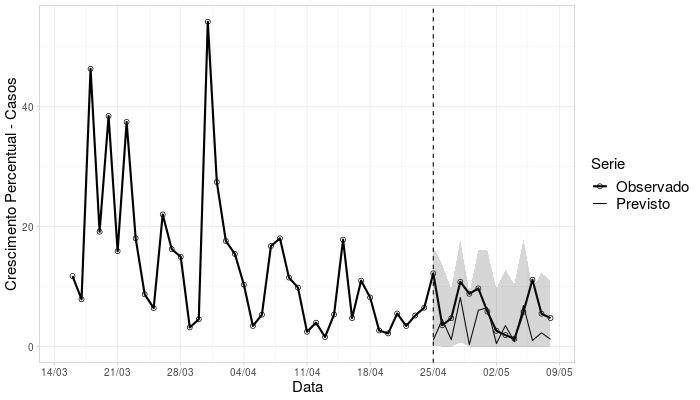 Crescimento Percentual - Casos
40
20
0
14/03
21/03
28/03
04/04
11/04
18/04
25/04
02/05
09/05
Data
Serie
Observado
Previsto